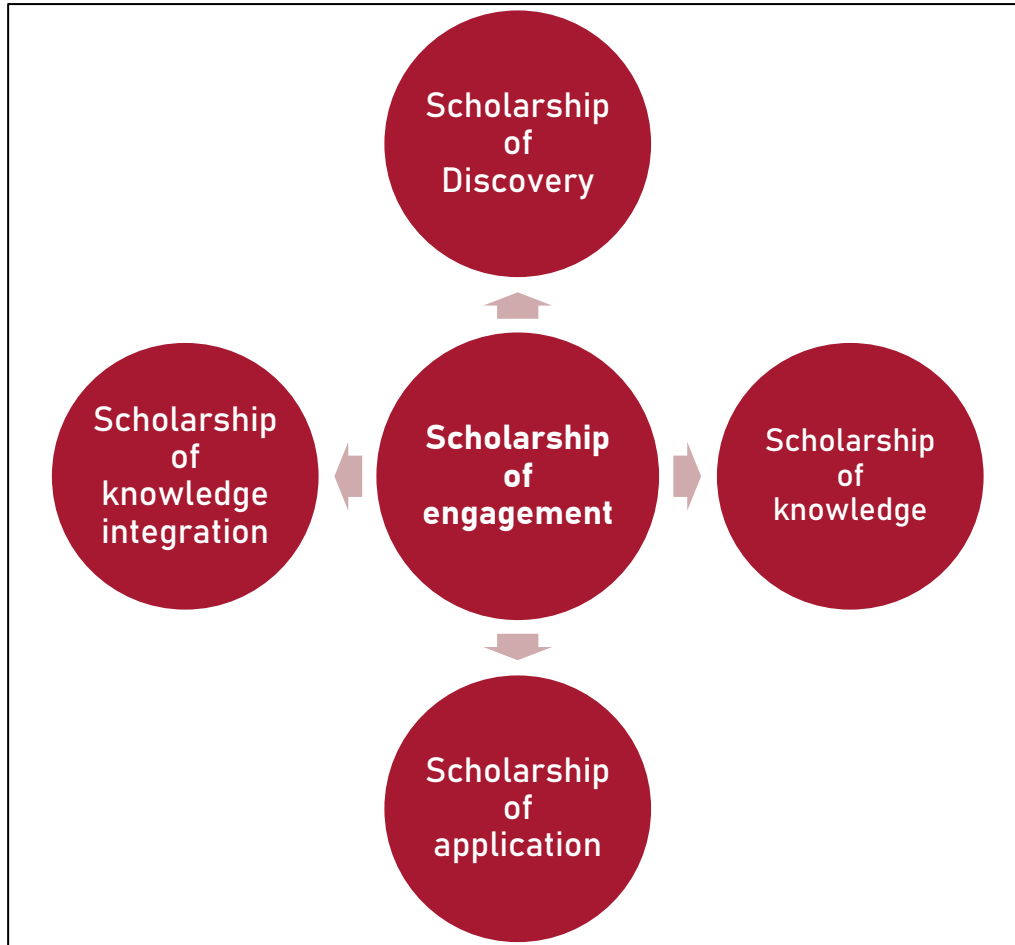 Scholarship
of
Discovery
Scholarship
of
knowledge
integration
Scholarship
of
engagement
Scholarship
of
knowledge
Scholarship
of
application